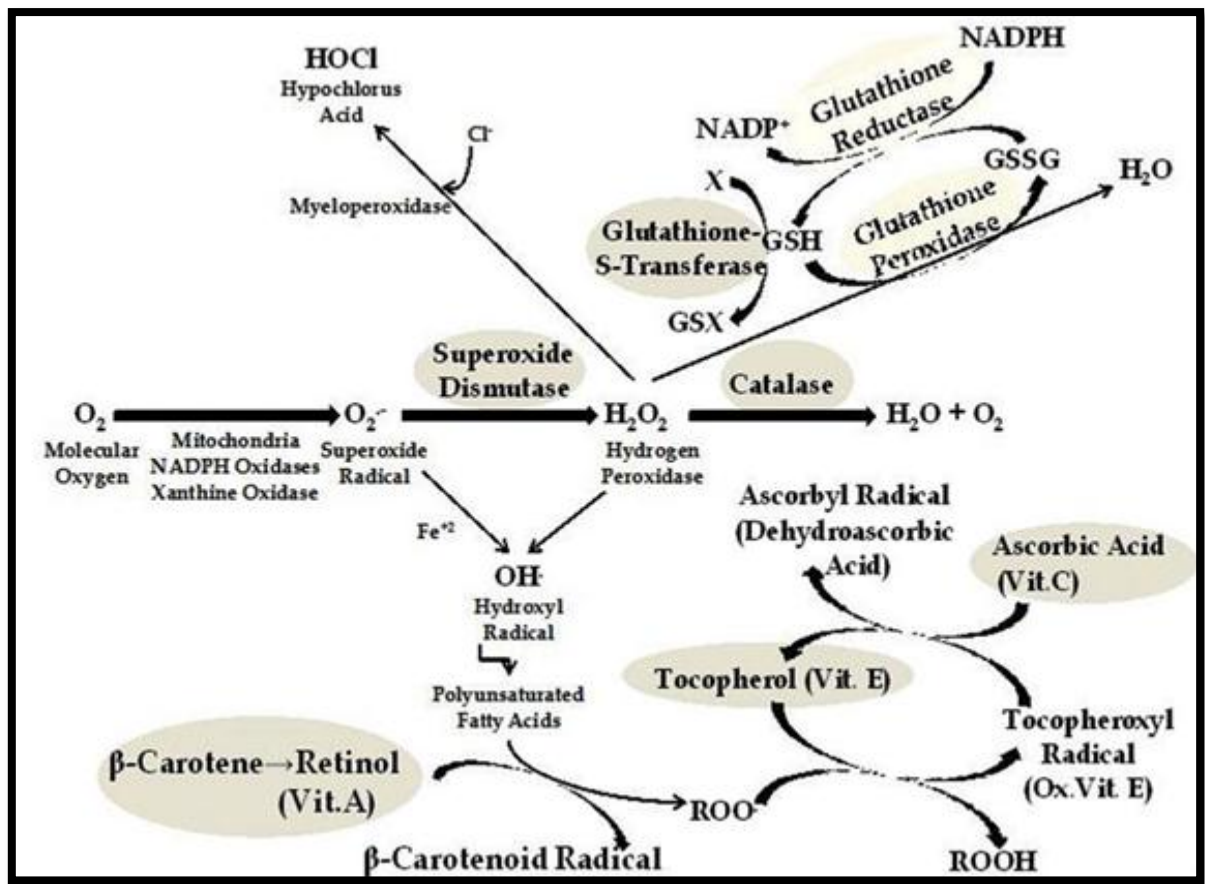 HOCl
Hypochlorus
Acid
Cl-
Myeloperoxidase
NADPH
Glutathione
Reductase
NADP+
GSSG
H2O
X
Glutathione
Peroxidase
Glutathione-
S-Transferase
GSH
GSX
Superoxide
Dismutase
Catalase
O2
O2·-
H2O2
H2O + O2
Molecular
Oxygen
Mitochondria
NADPH Oxidases
Xanthine Oxidase
Superoxide
Radical
Hydrogen
Peroxidase
Fe+2
OH·
Hydroxyl
Radical
Polyunsaturated
Fatty Acids
Ascorbyl Radical
(Dehydroascorbic
Acid)
Ascorbic Acid
(Vit.C)
Tocopherol (Vit. E)
Tocopheroxyl
Radical
(Ox.Vit. E)
β-Carotene→Retinol
(Vit.A)
ROO·
β-Carotenoid Radical
ROOH